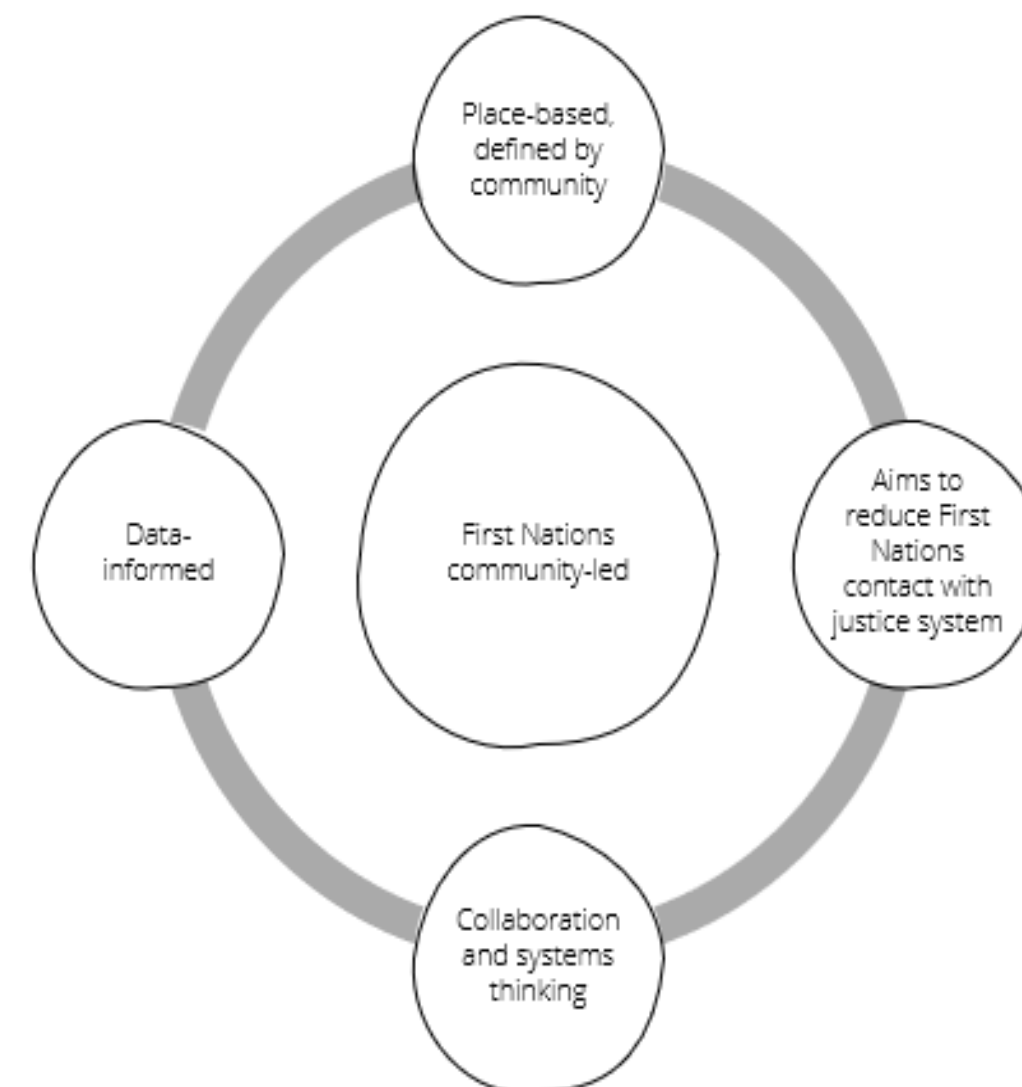 Place-based,
defined by
community
Data-
informed
First Nations
community-led
Aims to
reduce First
Nations
contact with
justice system
Collaboration
and systems
thinking